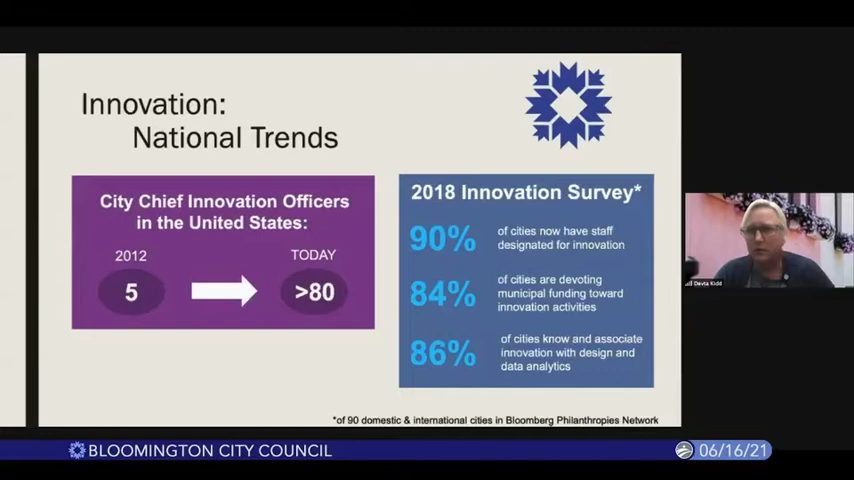 Innovation:
National Trends
City Chief Innovation Officers
in the United States:
2012
TODAY
5
>80
2018 Innovation Survey*
90%
of cities now have staff
designated for innovation
84%
of cities are devoting
municipal funding toward
innovation activities
86%
of cities know and associate
innovation with design and
data analytics
*of 90 domestic & international cities in Bloomberg Philanthropies Network
Devta Kidd
BLOOMINGTON CITY COUNCIL
06/16/21